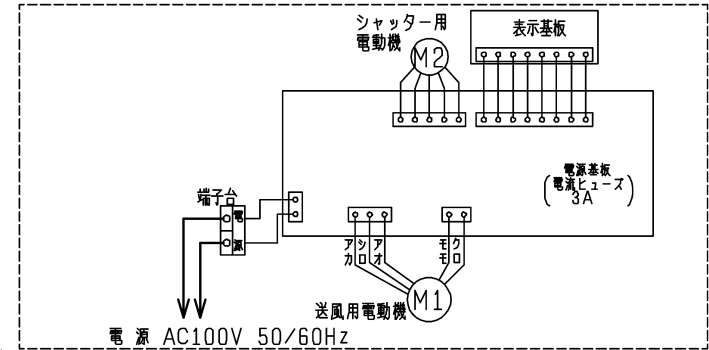 シャッター用
電動機
M2
表示基板
電源基板
(電流ヒューズ)
3A
端子台
電
源
アカ
シロ
アオ
モモ
クロ
M1
送風用電動機
電源 AC100V 50/60Hz